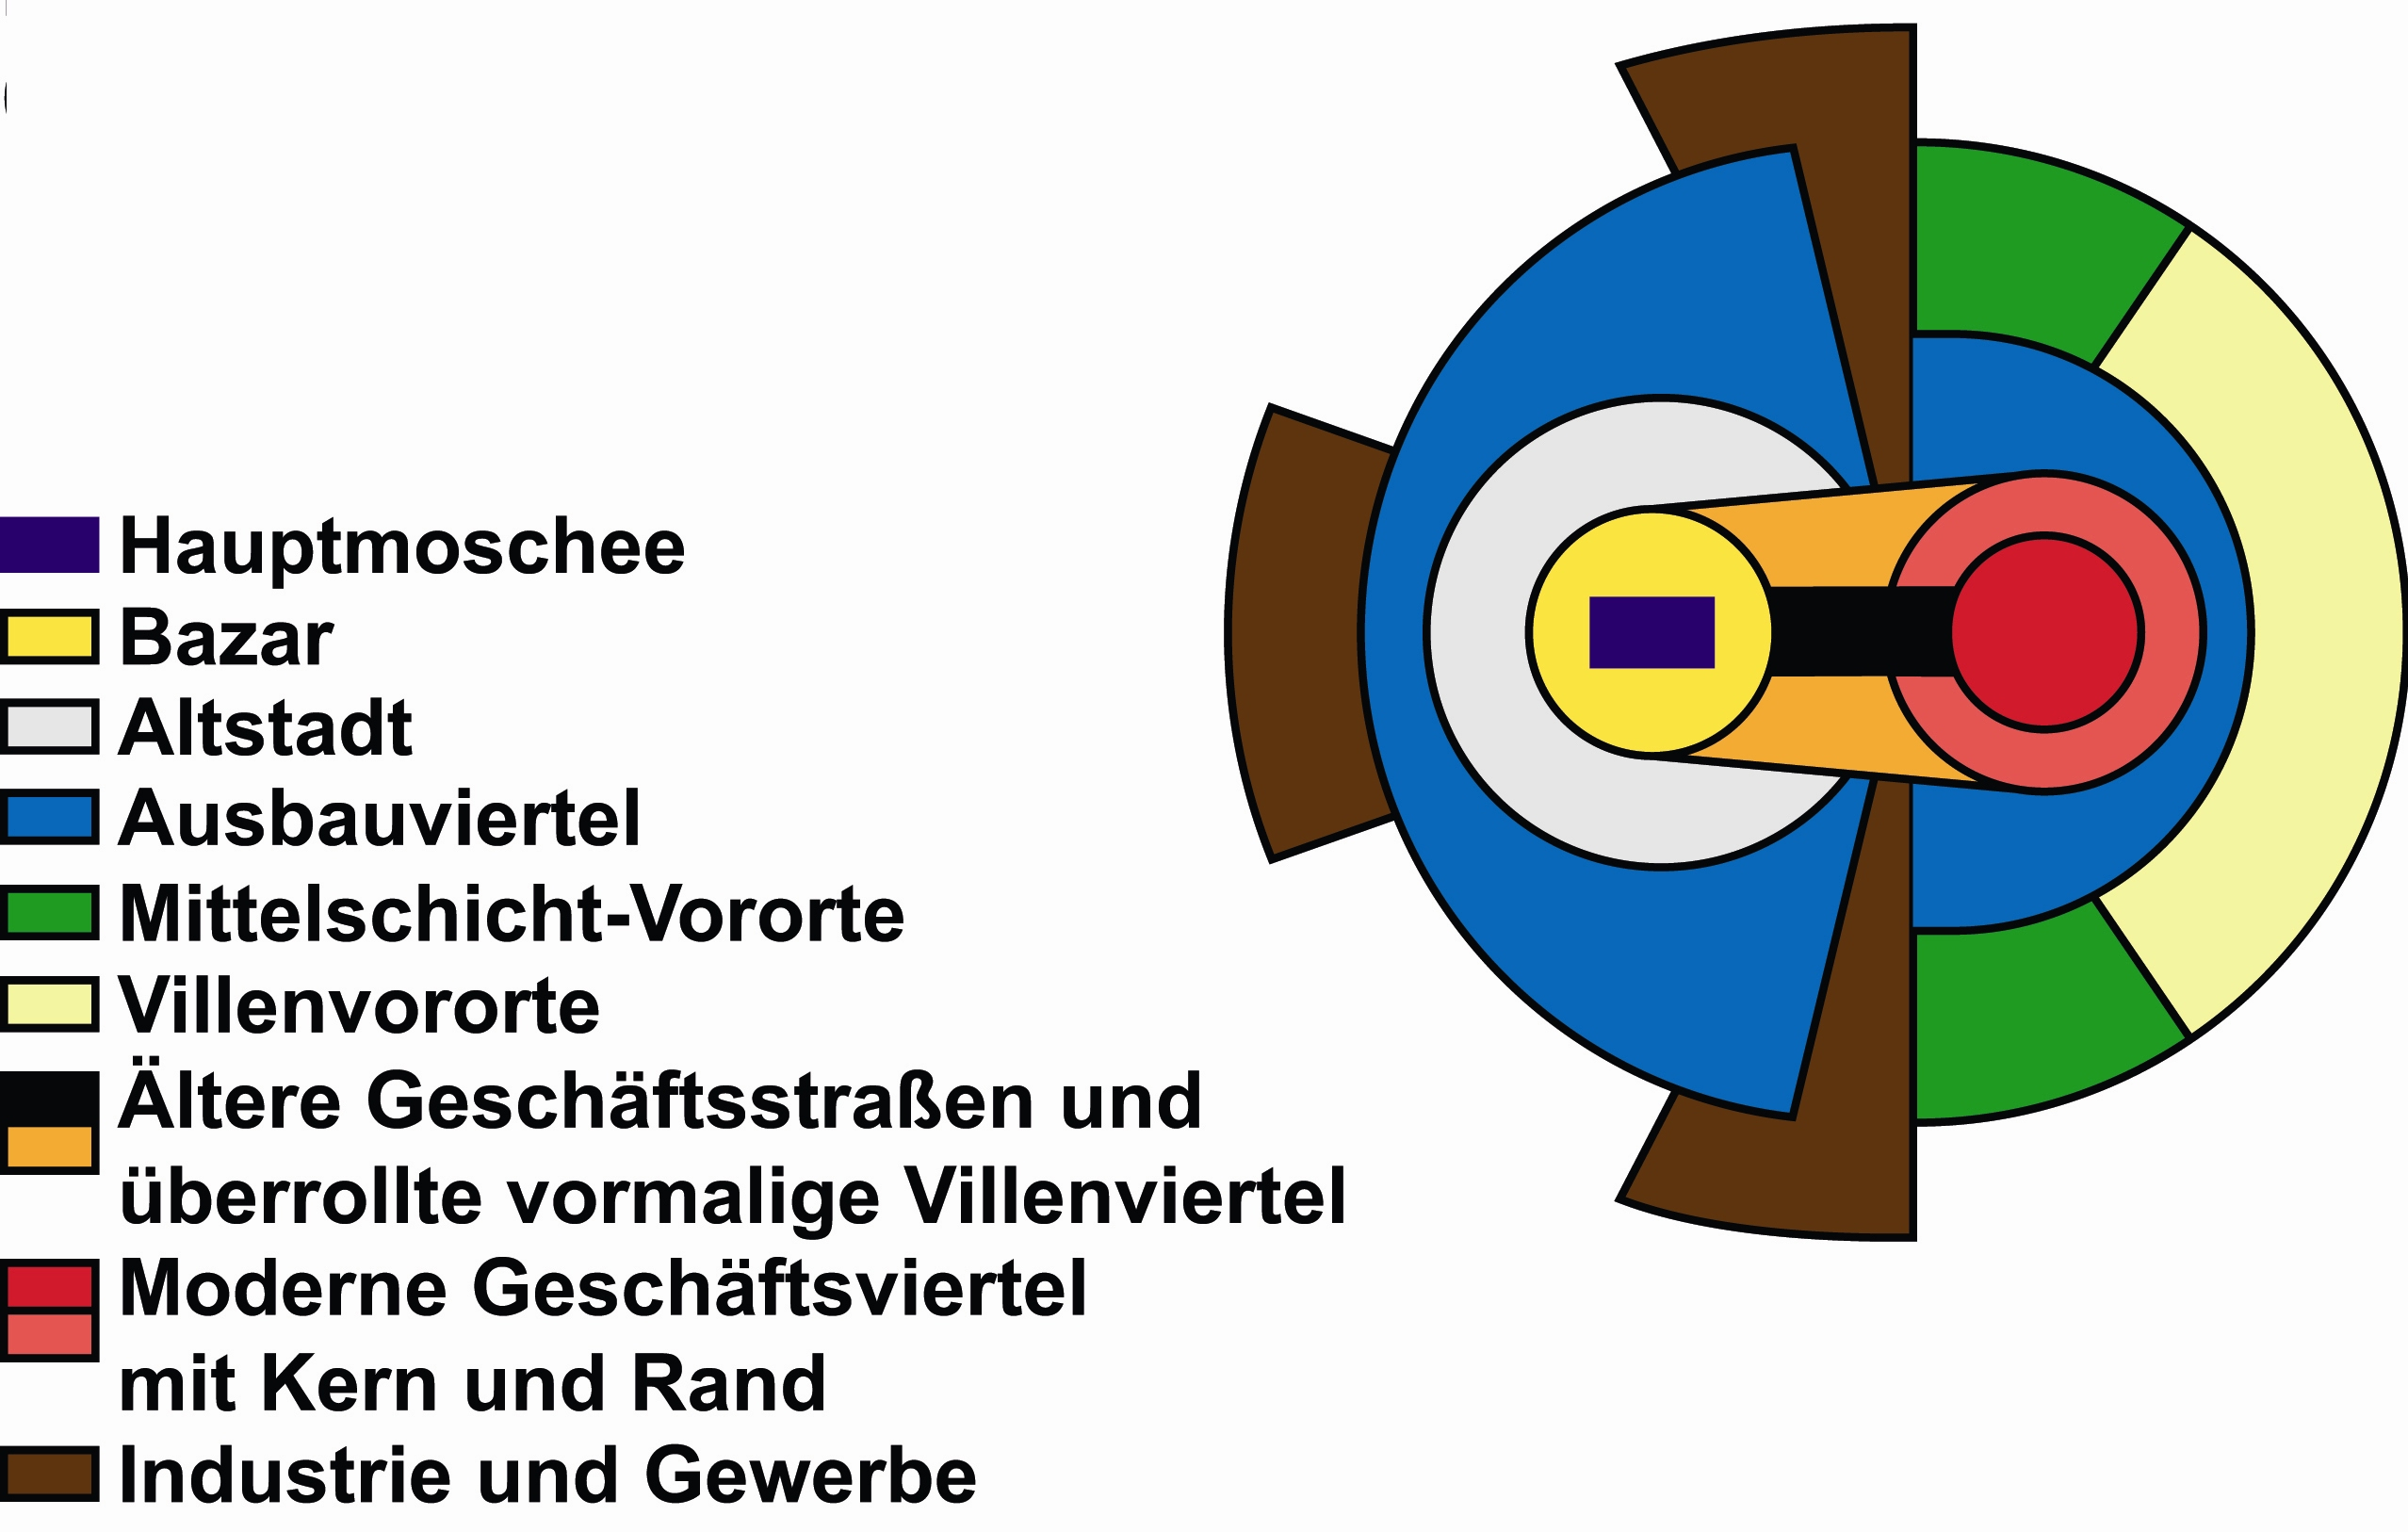 Hauptmoschee
Bazar
Altstadt
Ausbauviertel
Mittelschicht-Vororte
Villenvororte
Ältere Geschäftsstraßen und
überrollte vormalige Villenviertel
Moderne Geschäftsviertel
mit Kern und Rand
Industrie und Gewerbe